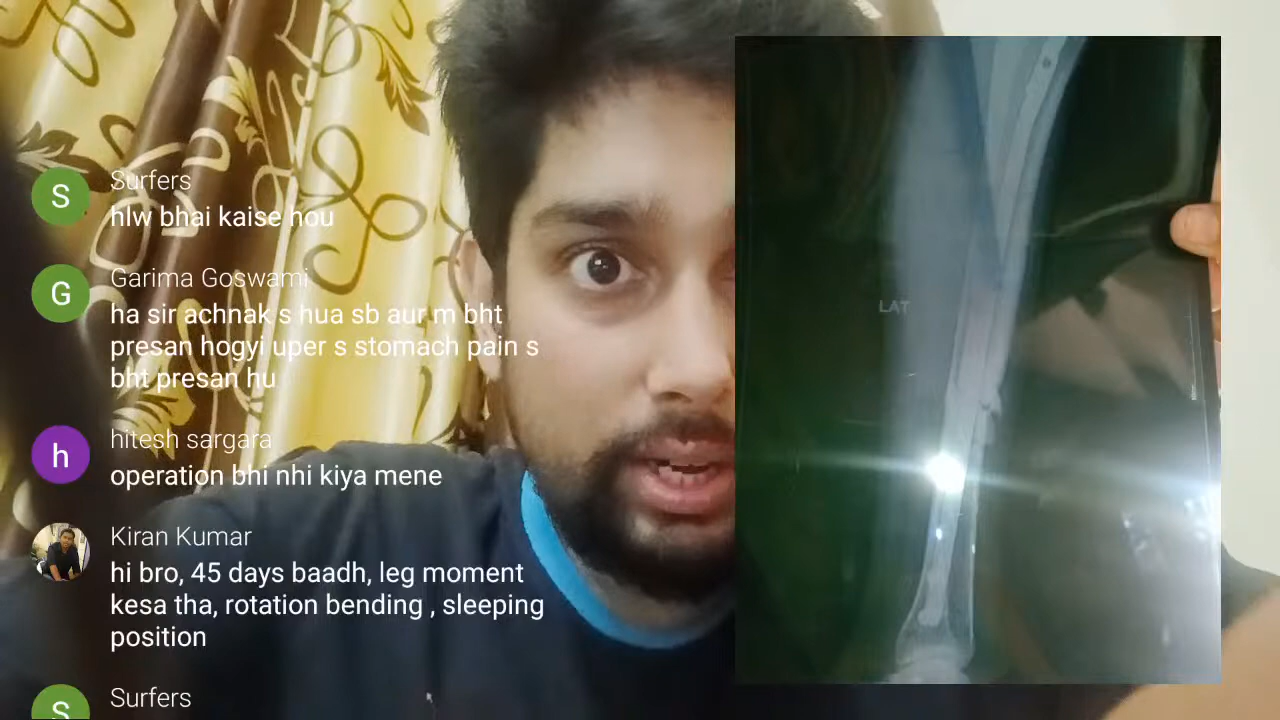 S
Surfers
hlw bhai kaise hou
G
Garima Goswami
ha sir achnak s hua sb aur m bht
presan hogyi uper s stomach pain s
bht presan hu
h
hitesh sargara
operation bhi nhi kiya mene
Kiran Kumar
hi bro, 45 days baadh, leg moment
kesa tha, rotation bending , sleeping
position
S
Surfers
LAT